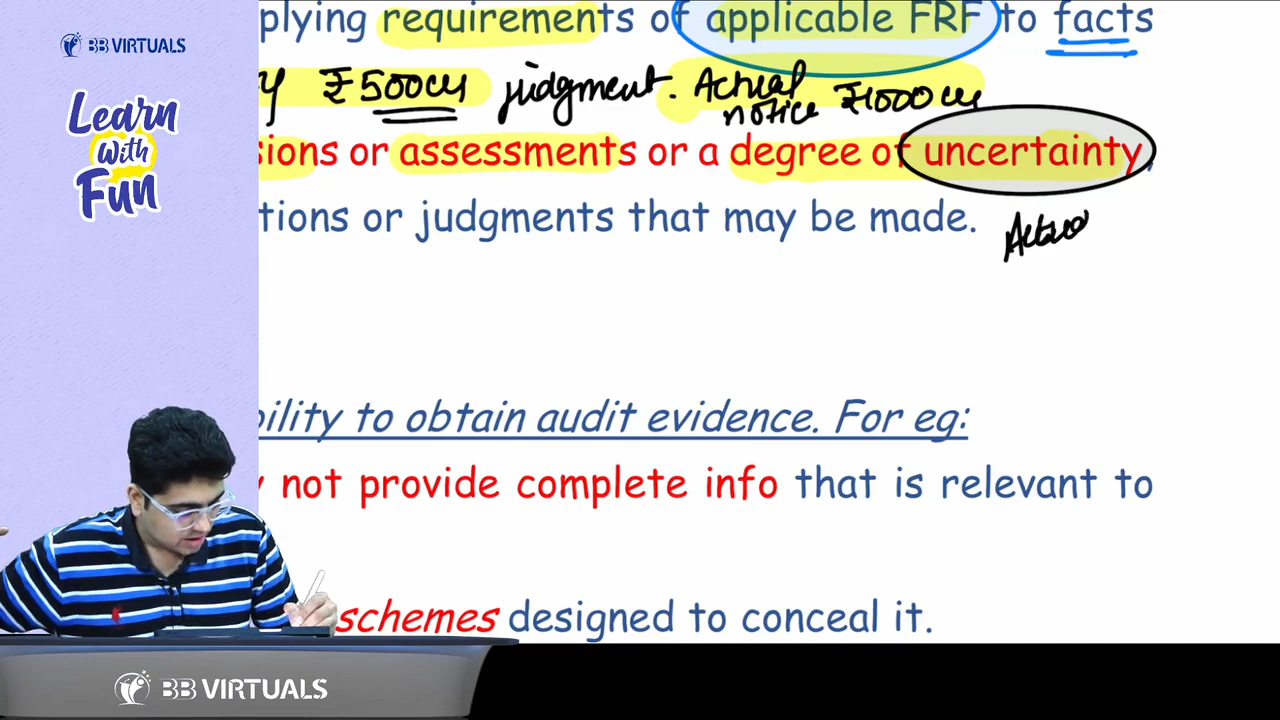 BB VIRTUALS
Learn
with
Fun
plying requirements of applicable FRF to facts
₹500cr judgment. Actual
notice ₹1000 cr
sions or assessments or a degree of uncertainty,
tions or judgments that may be made.
bility to obtain audit evidence. For eg:
y not provide complete info that is relevant to
schemes designed to conceal it.
BB VIRTUALS